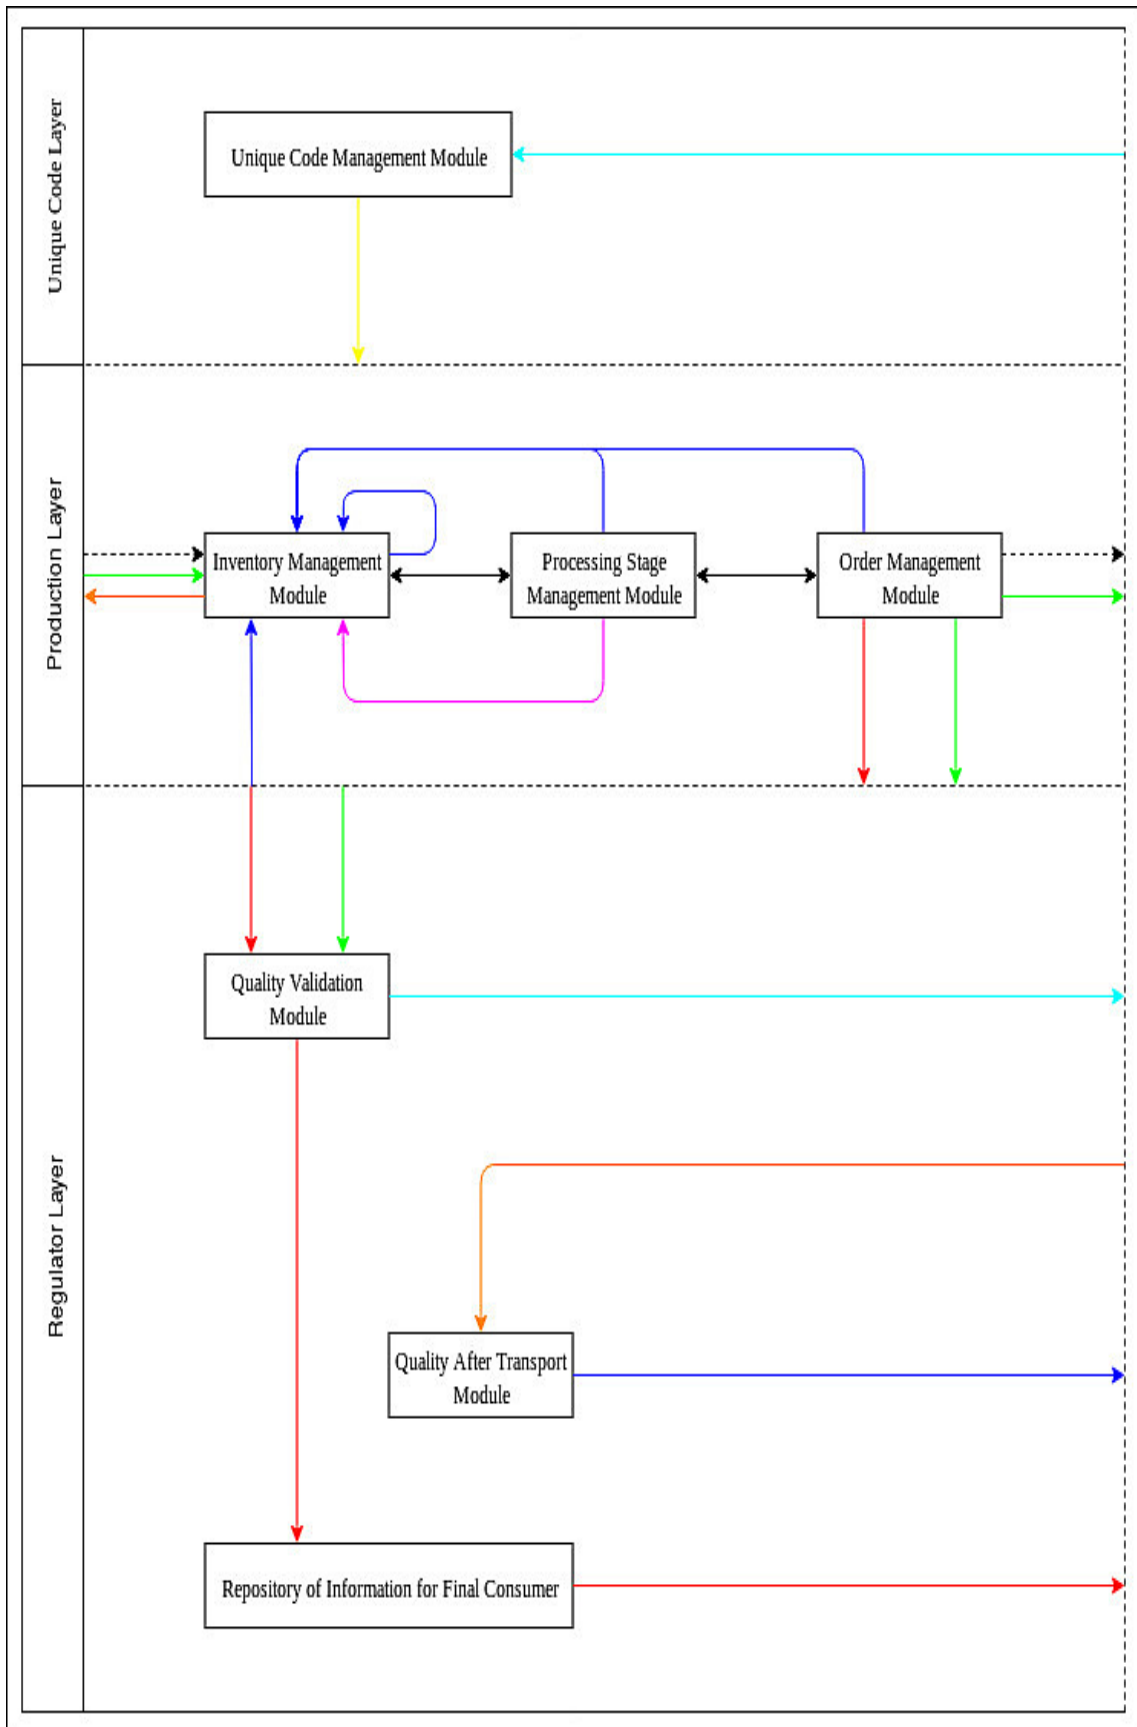 Unique Code Layer
Unique Code Management Module
Production Layer
Inventory Management
Module
Processing Stage
Management Module
Order Management
Module
Regulator Layer
Quality Validation
Module
Quality After Transport
Module
Repository of Information for Final Consumer